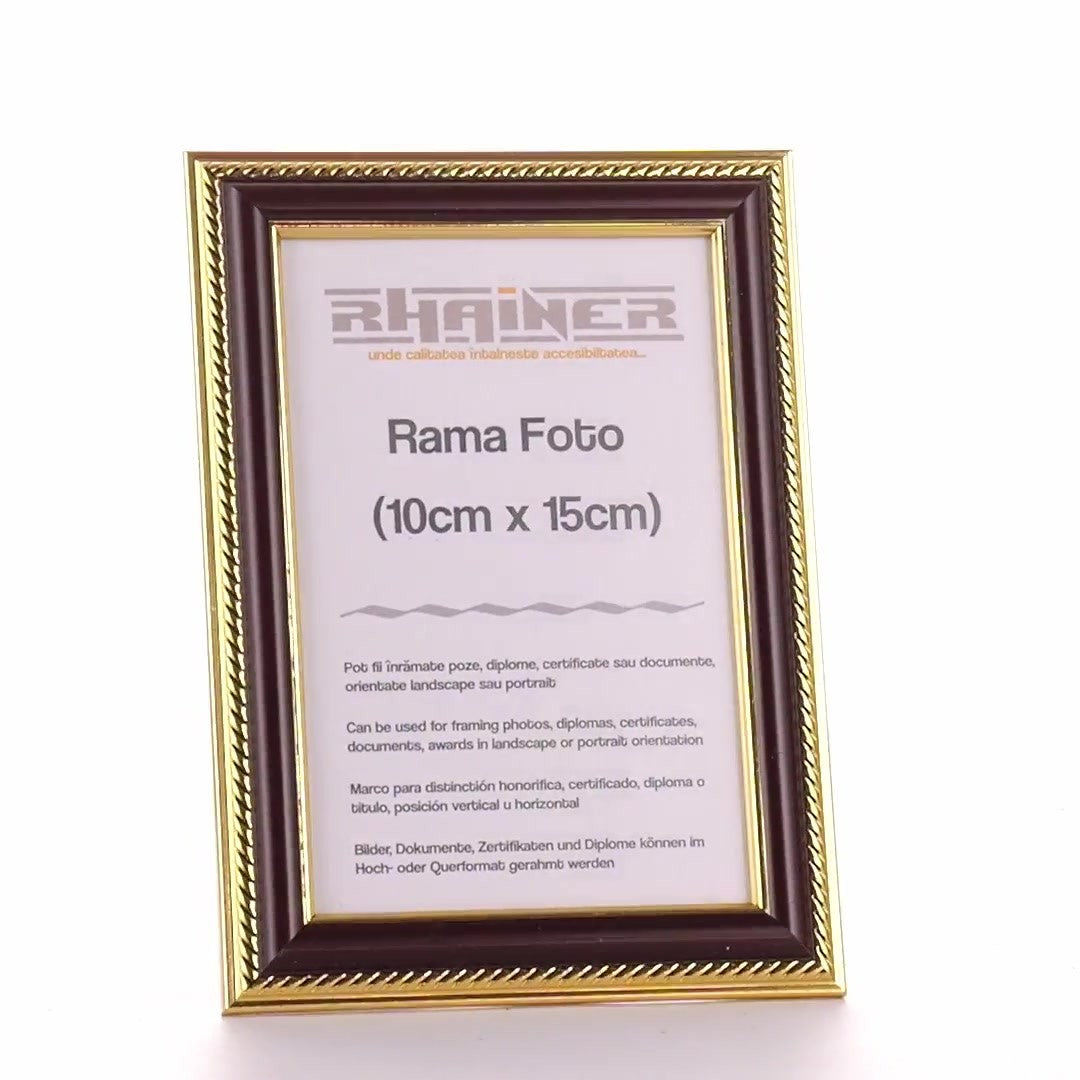 RHAINER
unde calitatea întalneste accesibilitatea...
Rama Foto
(10cm x 15cm)
Pot fi înrămate poze, diplome, certificate sau documente,
orientate landscape sau portrait
Can be used for framing photos, diplomas, certificates,
documents, awards in landscape or portrait orientation
Marco para distinctión honorifica, certificado, diploma o
titulo, posición vertical u horizontal
Bilder, Dokumente, Zertifikaten und Diplome können im
Hoch- oder Querformat gerahmt werden